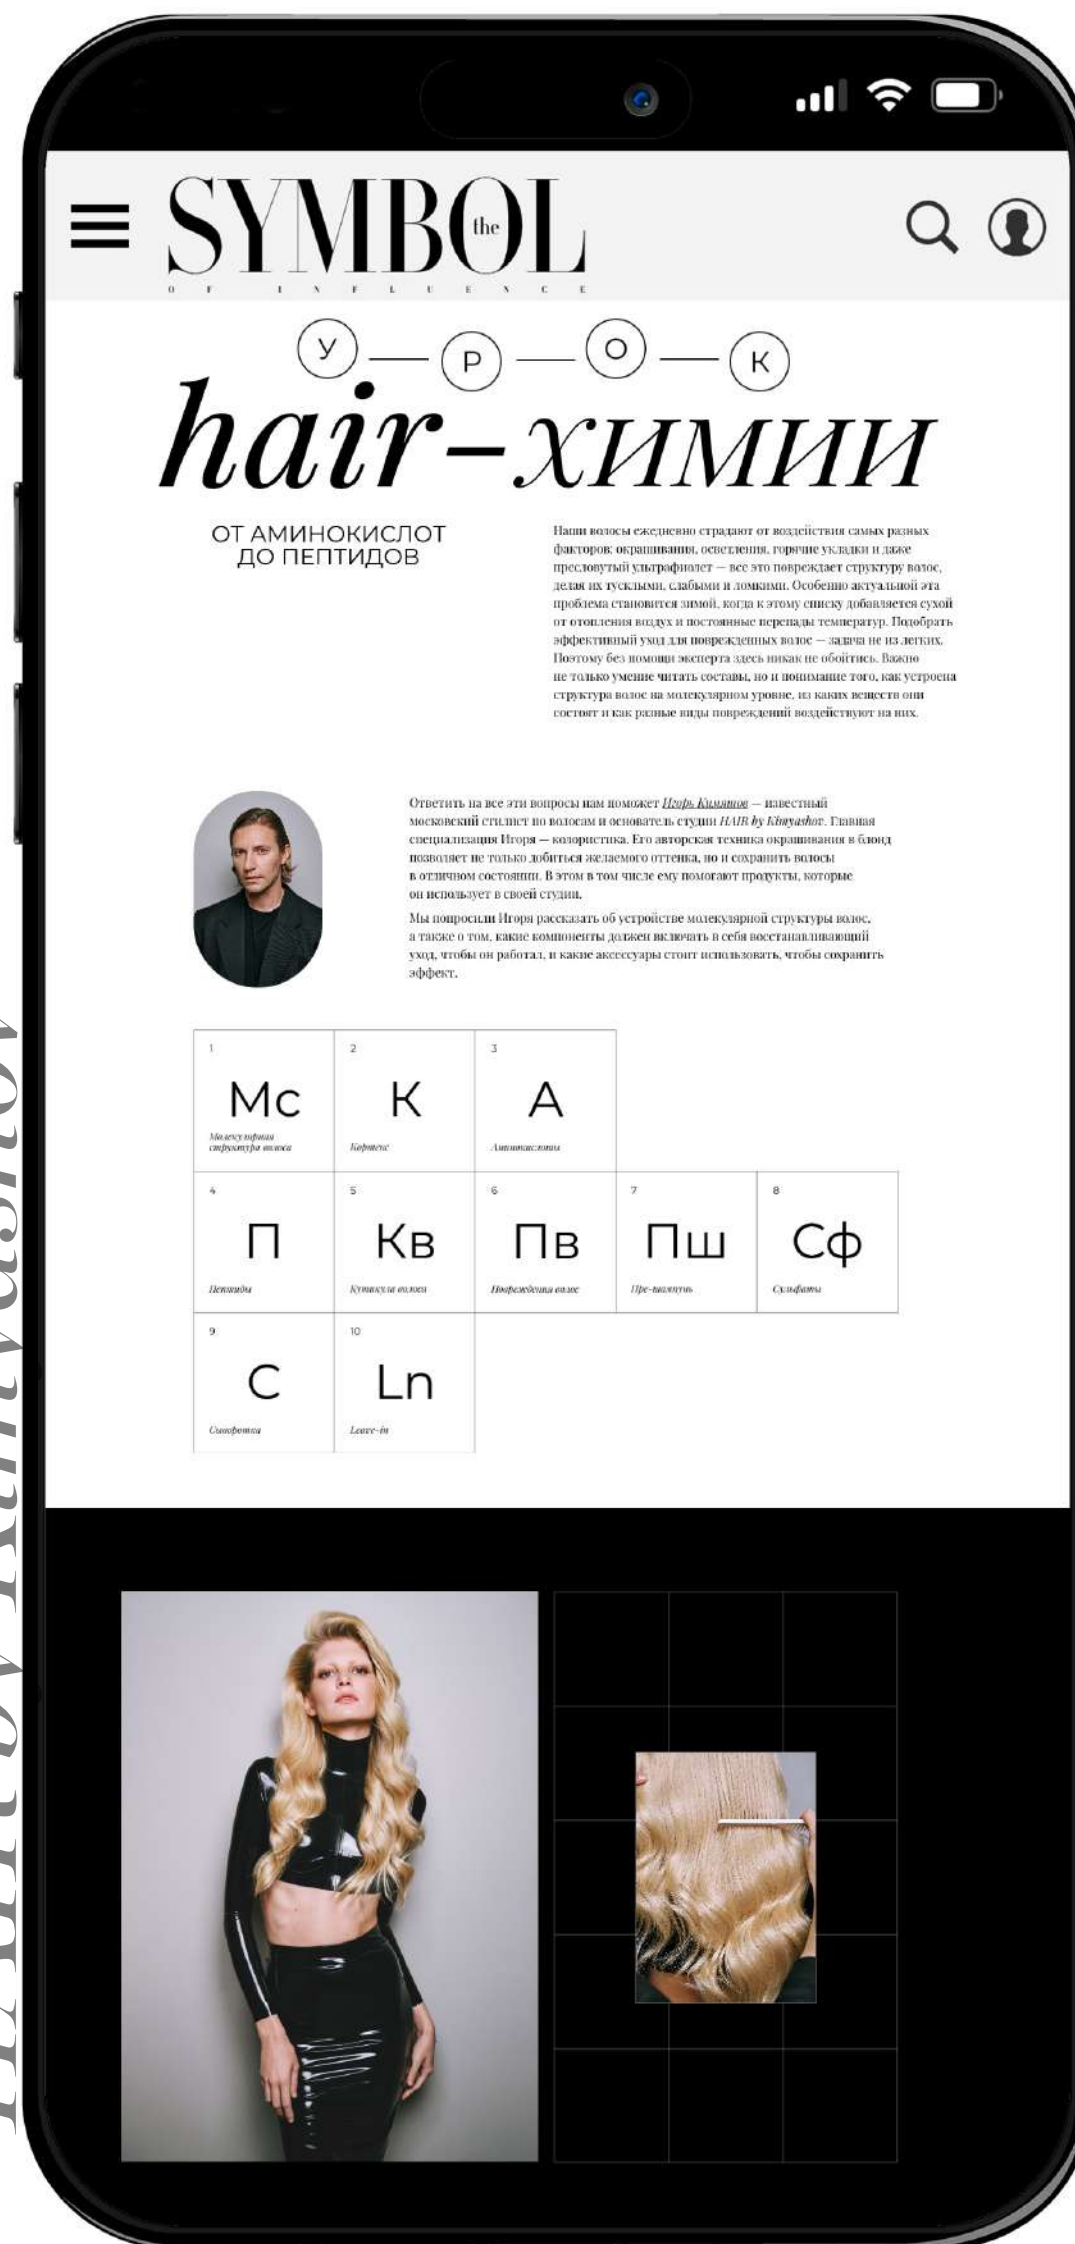 SYMBOL
the
OF INFLUENCE
УРОК
hair-химии
ОТ АМИНОКИСЛОТ
ДО ПЕПТИДОВ
Наши волосы ежедневно страдают от воздействия самых разных
факторов: окрашивания, осветления, горячие укладки и даже
пресловутый ультрафиолет — все это повреждает структуру волос,
делая их тусклыми, слабыми и ломкими. Особенно актуальной эта
проблема становится зимой, когда к этому списку добавляется сухой
от отопления воздух и постоянные перепады температур. Подобрать
эффективный уход для поврежденных волос — задача не из легких.
Поэтому без помощи эксперта здесь никак не обойтись. Важно
не только умение читать составы, но и понимание того, как устроена
структура волос на молекулярном уровне, из каких веществ они
состоят и как разные виды повреждений воздействуют на них.
Ответить на все эти вопросы нам поможет Игорь Кимяшов — известный
московский стилист по волосам и основатель студии HAIR by Kimyashov. Главная
специализация Игоря — колористика. Его авторская техника окрашивания в блонд
позволяет не только добиться желаемого оттенка, но и сохранить волосы
в отличном состоянии. В этом в том числе ему помогают продукты, которые
он использует в своей студии.
Мы попросили Игоря рассказать об устройстве молекулярной структуры волос,
а также о том, какие компоненты должен включать в себя восстанавливающий
уход, чтобы он работал, и какие аксессуары стоит использовать, чтобы сохранить
эффект.
1
Мс
Молекулярная
структура волоса
2
К
Кортекс
3
А
Аминокислоты
4
П
Пептиды
5
Кв
Кутикула волоса
6
Пв
Повреждения волос
7
Пш
Пре-шампунь
8
Сф
Сульфаты
9
С
Сыворотка
10
Ln
Leave-in